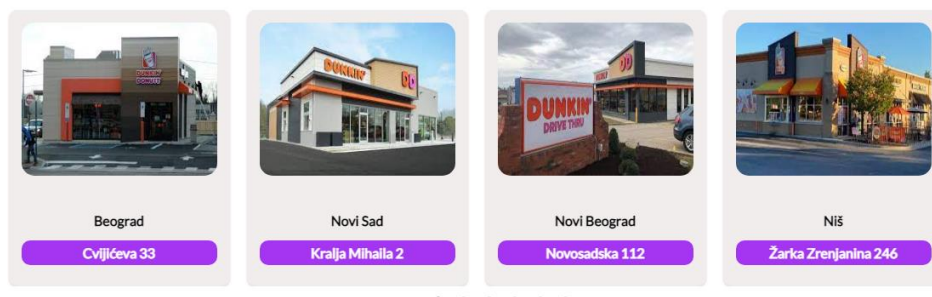 DUNKIN'
DONUTS
DUNKIN'
DD
DUNKIN'
DRIVE THRU
DD
Beograd
Novi Sad
Novi Beograd
Niš
Cvijićeva 33
Kralja Mihaila 2
Novosadska 112
Žarka Zrenjanina 246